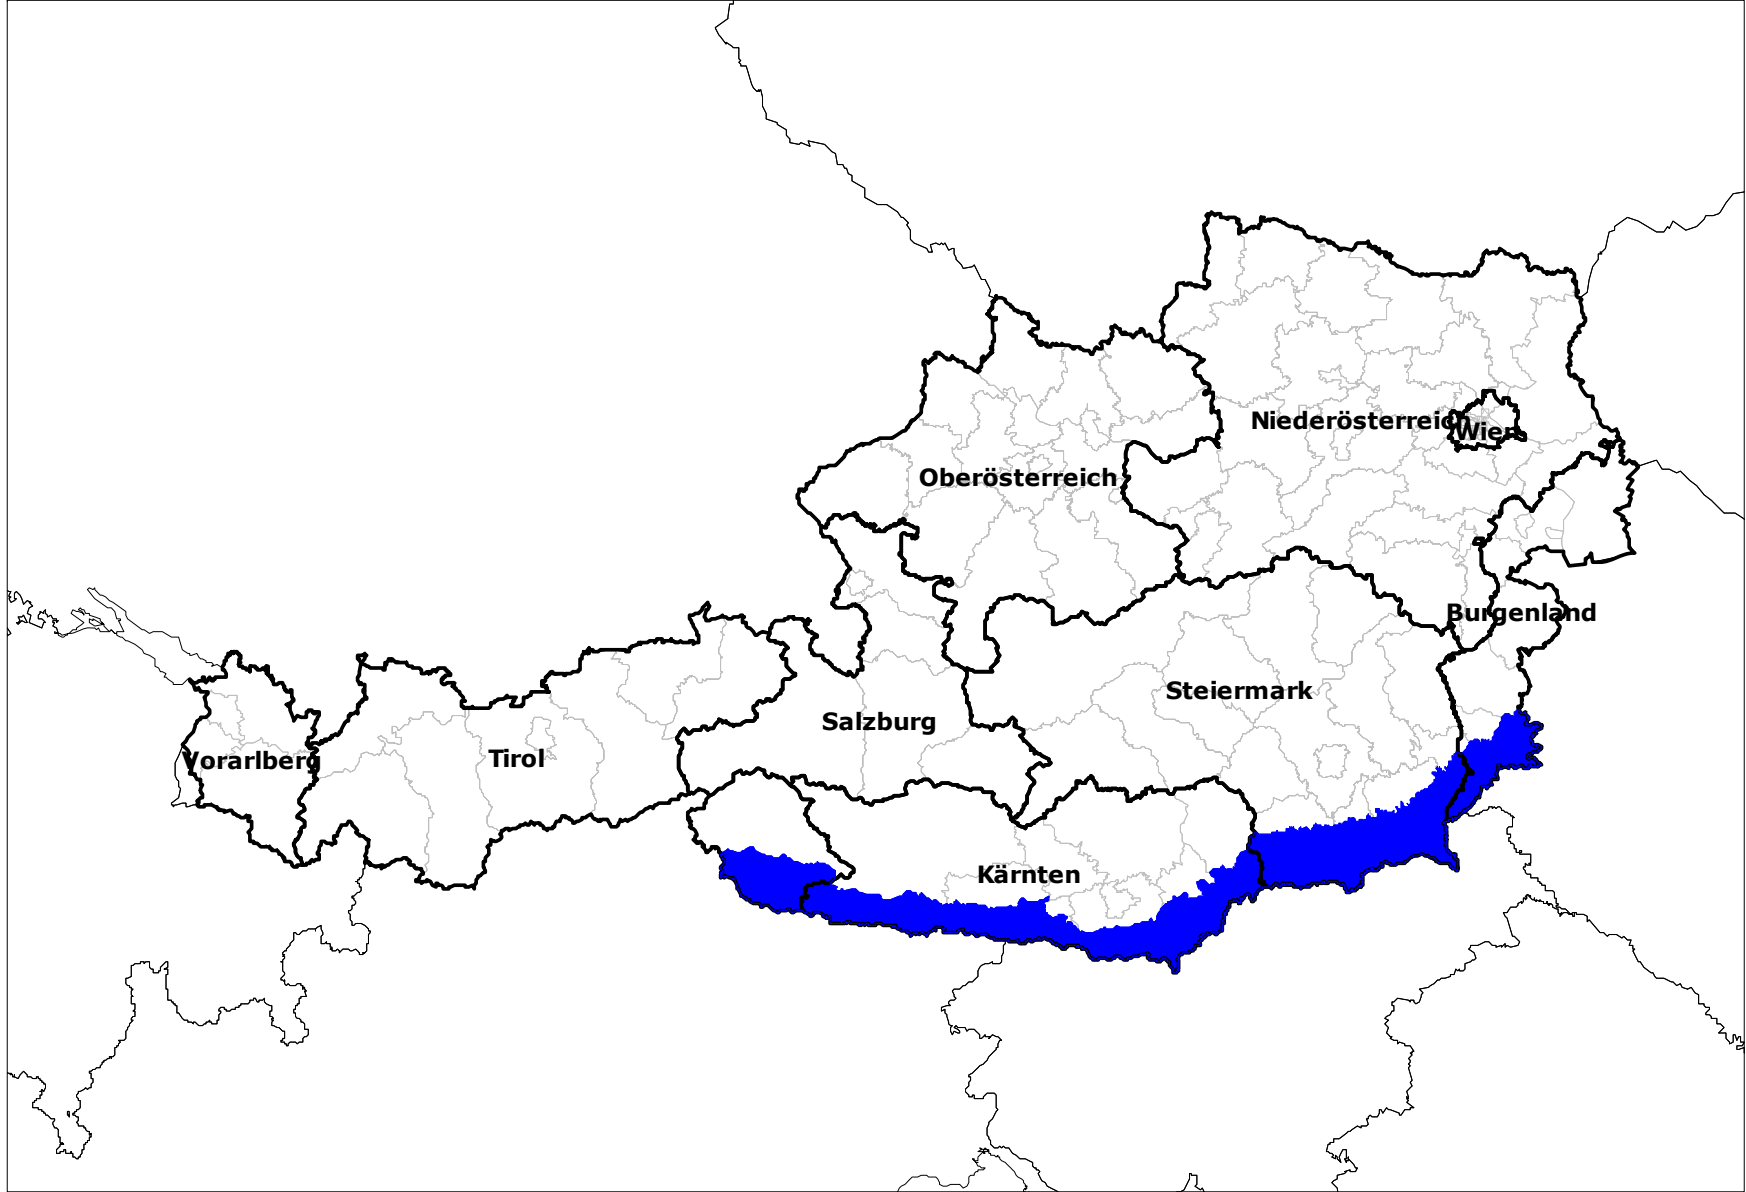 Niederösterreich
Wien
Oberösterreich
Burgenland
Steiermark
Salzburg
Vorarlberg
Tirol
Kärnten